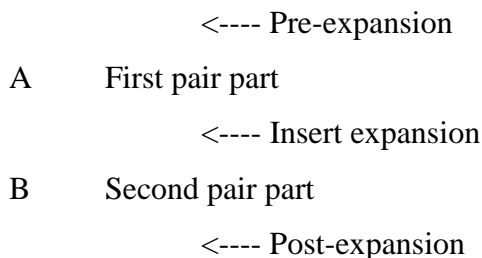 <---- Pre-expansion
A First pair part
<---- Insert expansion
B Second pair part
<---- Post-expansion